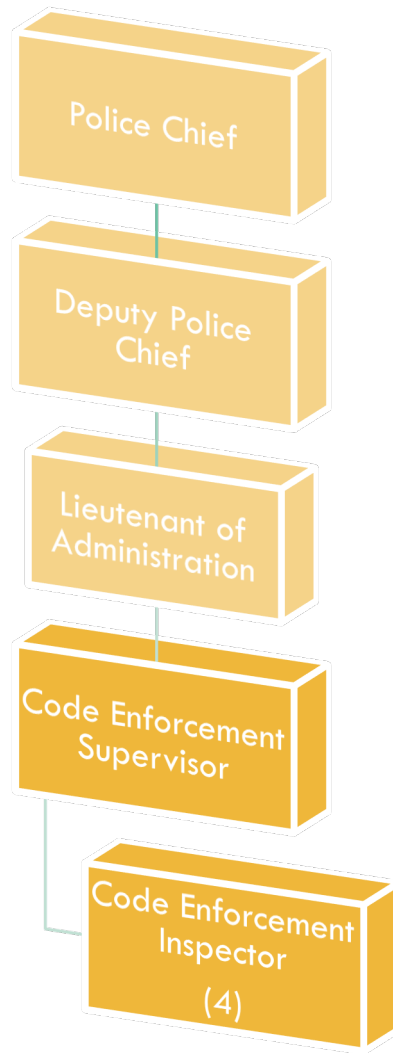 Police Chief
Deputy Police
Chief
Lieutenant of
Administration
Code Enforcement
Supervisor
Code Enforcement
Inspector
(4)